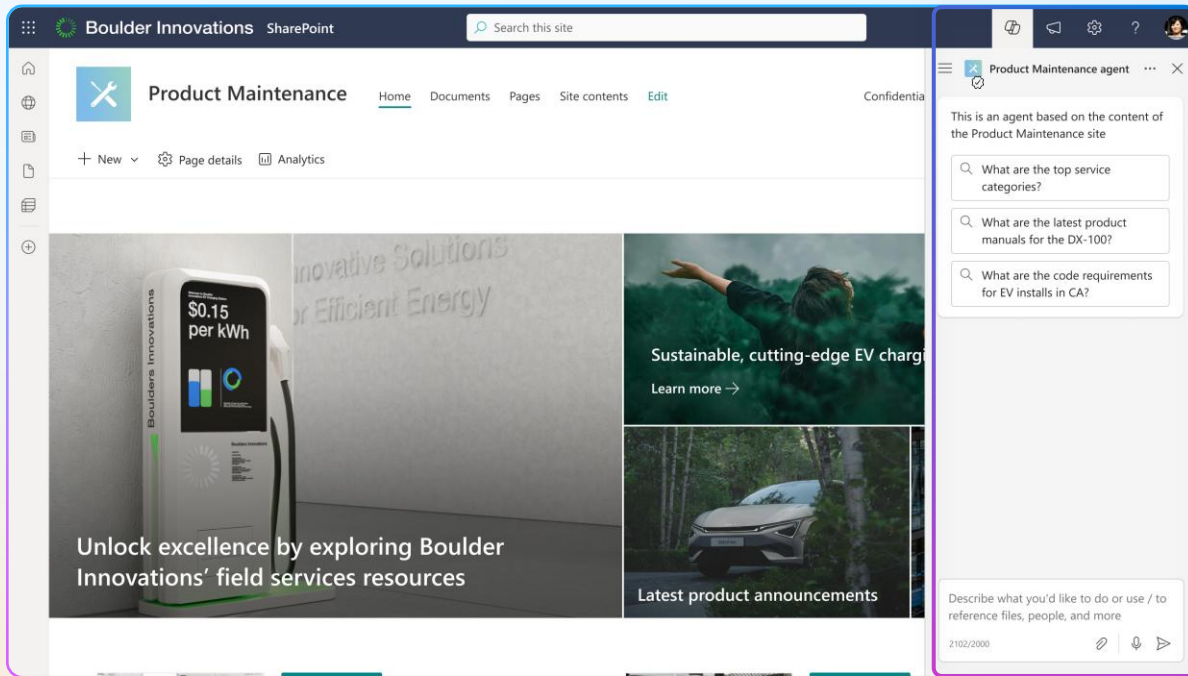 Boulder Innovations SharePoint
Search this site
Product Maintenance
Home Documents Pages Site contents Edit
Confidentia
New Page details Analytics
nnovative Solutions
or Efficient Energy
Boulders Innovations
$0.15
per kWh
Boulders Innovations
Unlock excellence by exploring Boulder
Innovations' field services resources
Sustainable, cutting-edge EV chargi
Learn more →
Latest product announcements
Product Maintenance agent
This is an agent based on the content of
the Product Maintenance site
What are the top service
categories?
What are the latest product
manuals for the DX-100?
What are the code requirements
for EV installs in CA?
Describe what you'd like to do or use / to
reference files, people, and more
2102/2000